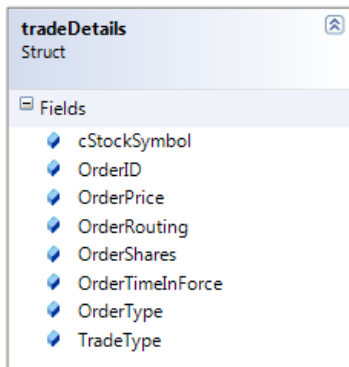 tradeDetails
Struct
Fields
cStockSymbol
OrderID
OrderPrice
OrderRouting
OrderShares
OrderTimeInForce
OrderType
TradeType